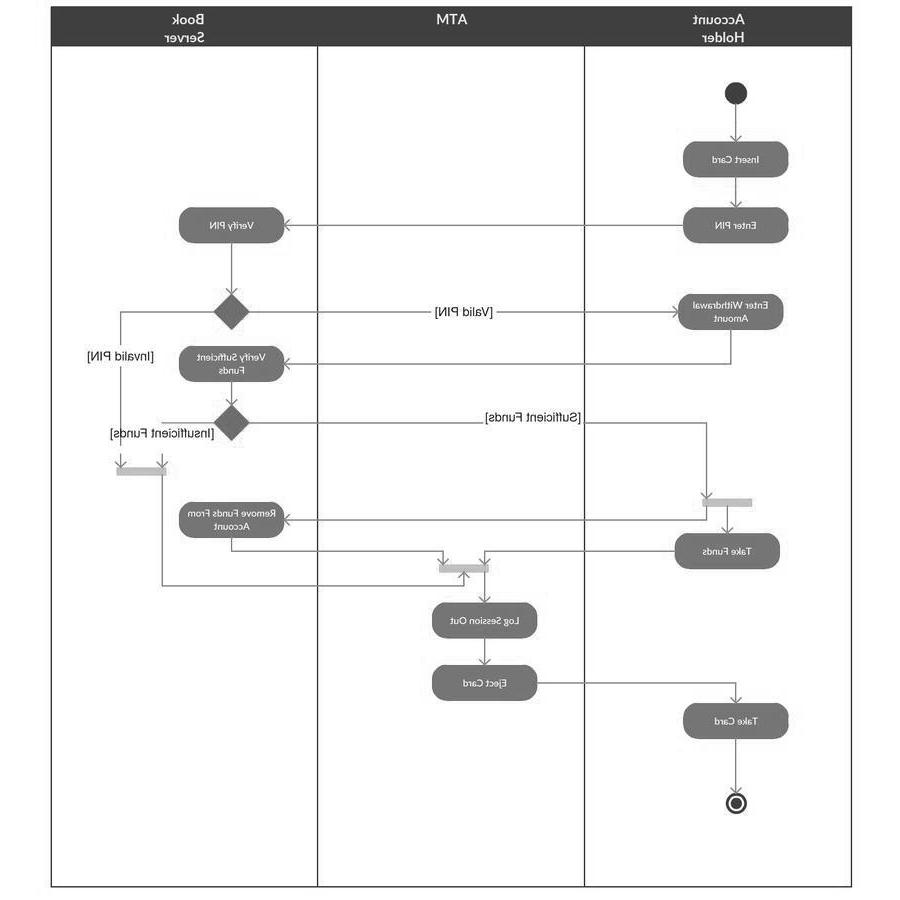 Account
Holder
ATM
Book
Server
Insert Card
Enter PIN
Verify PIN
[Valid PIN]
Enter Withdrawal
Amount
[Invalid PIN]
Verify Sufficient
Funds
[Sufficient Funds]
[Insufficient Funds]
Remove Funds From
Account
Take Funds
Log Session Out
Eject Card
Take Card